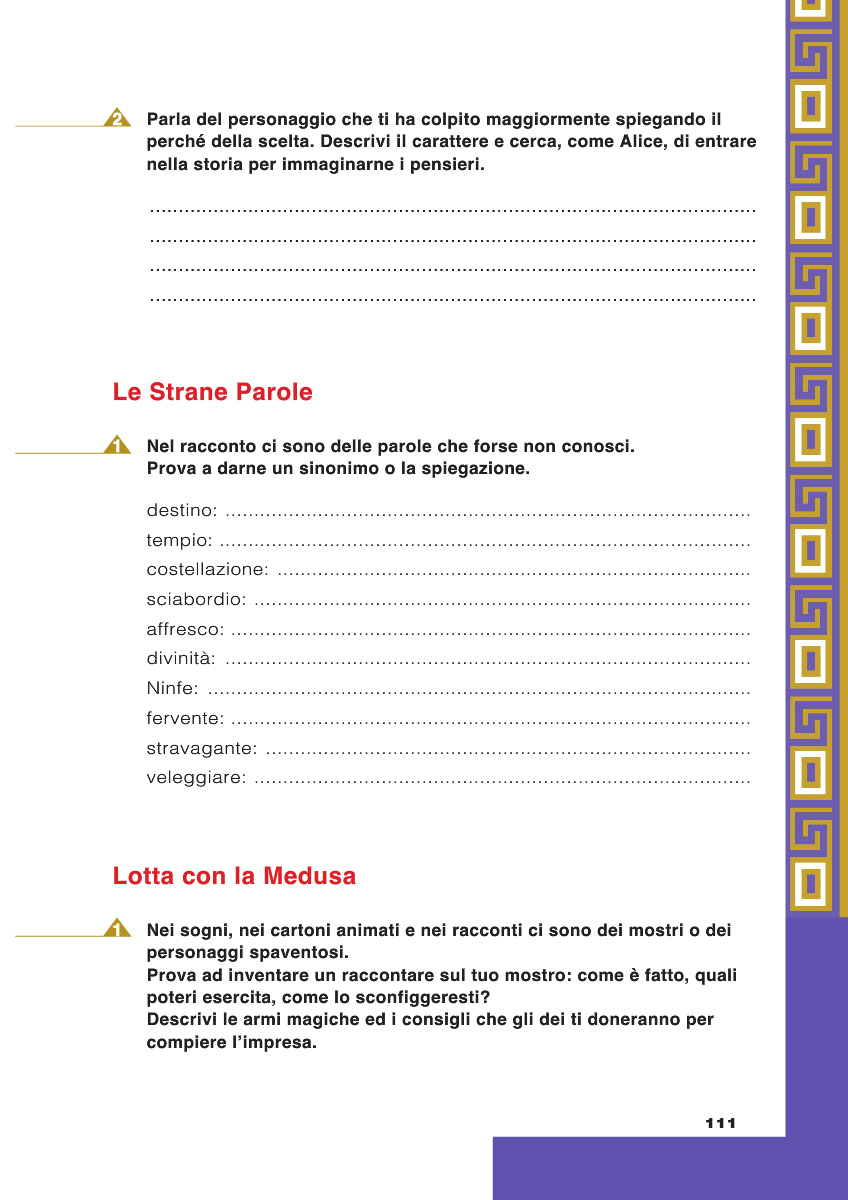 2 Parla del personaggio che ti ha colpito maggiormente spiegando il
perché della scelta. Descrivi il carattere e cerca, come Alice, di entrare
nella storia per immaginarne i pensieri.
................................................................................
................................................................................
................................................................................
................................................................................
Le Strane Parole
1 Nel racconto ci sono delle parole che forse non conosci.
Prova a darne un sinonimo o la spiegazione.
destino: ................................................................................
tempio: ................................................................................
costellazione: ................................................................................
sciabordio: ................................................................................
affresco: ................................................................................
divinità: ................................................................................
Ninfe: ................................................................................
fervente: ................................................................................
stravagante: ................................................................................
veleggiare: ................................................................................
Lotta con la Medusa
1 Nei sogni, nei cartoni animati e nei racconti ci sono dei mostri o dei
personaggi spaventosi.
Prova ad inventare un raccontare sul tuo mostro: come è fatto, quali
poteri esercita, come lo sconfiggeresti?
Descrivi le armi magiche ed i consigli che gli dei ti doneranno per
compiere l'impresa.
111